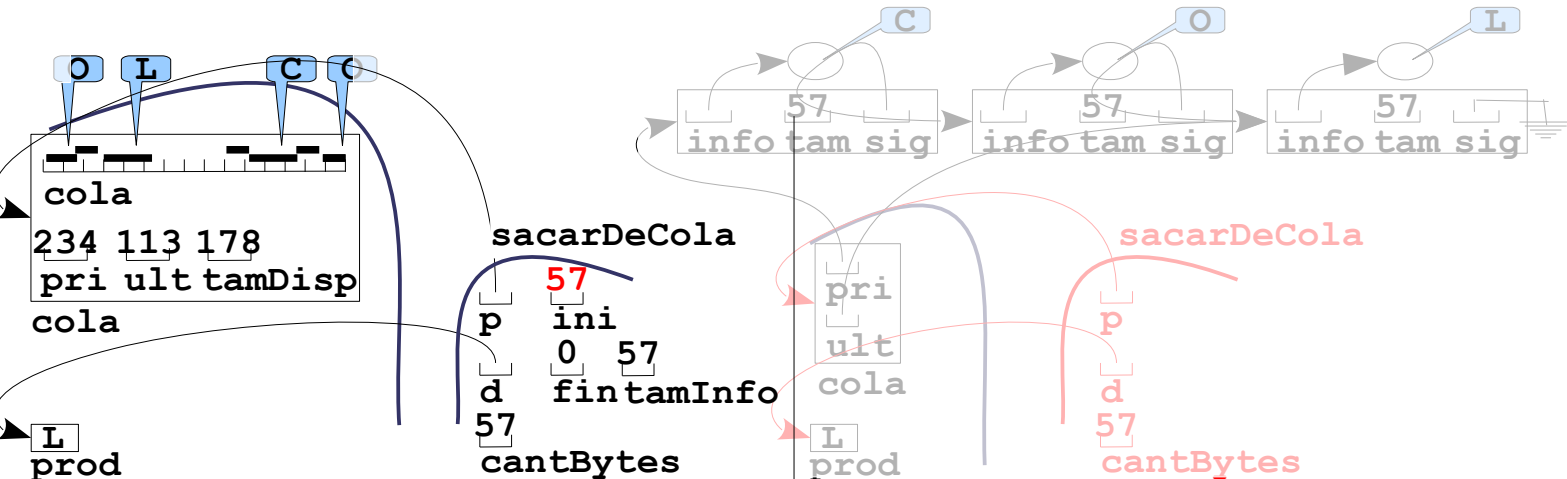 O L C O
cola
234 113 178
pri ult tamDisp
cola
L
prod
sacarDeCola
57
p ini
0 57
d fin tamInfo
57
cantBytes
C O L
57 57 57
info tam sig info tam sig info tam sig
pri
ult
cola
L
prod
sacarDeCola
p
d
57
cantBytes